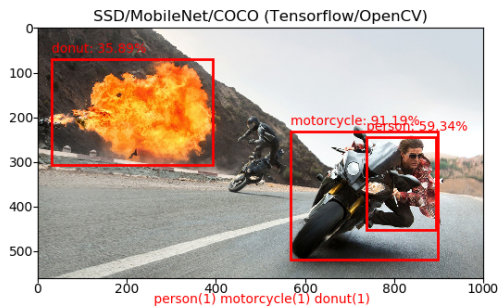 SSD/MobileNet/COCO (Tensorflow/OpenCV)
donut: 35.89%
motorcycle: 91.19%
person: 59.34%
0
100
200
300
400
500
0 200 400 600 800 1000
person(1) motorcycle(1) donut(1)